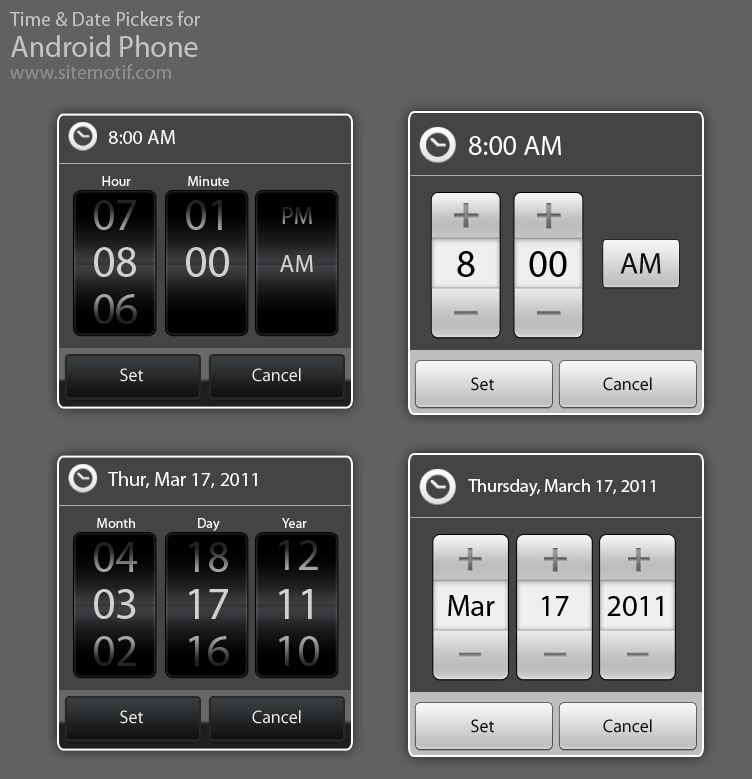 Time & Date Pickers for
Android Phone
www.sitemotif.com
8:00 AM
Hour Minute
07 01 PM
08 00 AM
06
Set Cancel
8:00 AM
+ +
8 00 AM
− −
Set Cancel
Thur, Mar 17, 2011
Month Day Year
04 18 12
03 17 11
02 16 10
Set Cancel
Thursday, March 17, 2011
+ + +
Mar 17 2011
− − −
Set Cancel